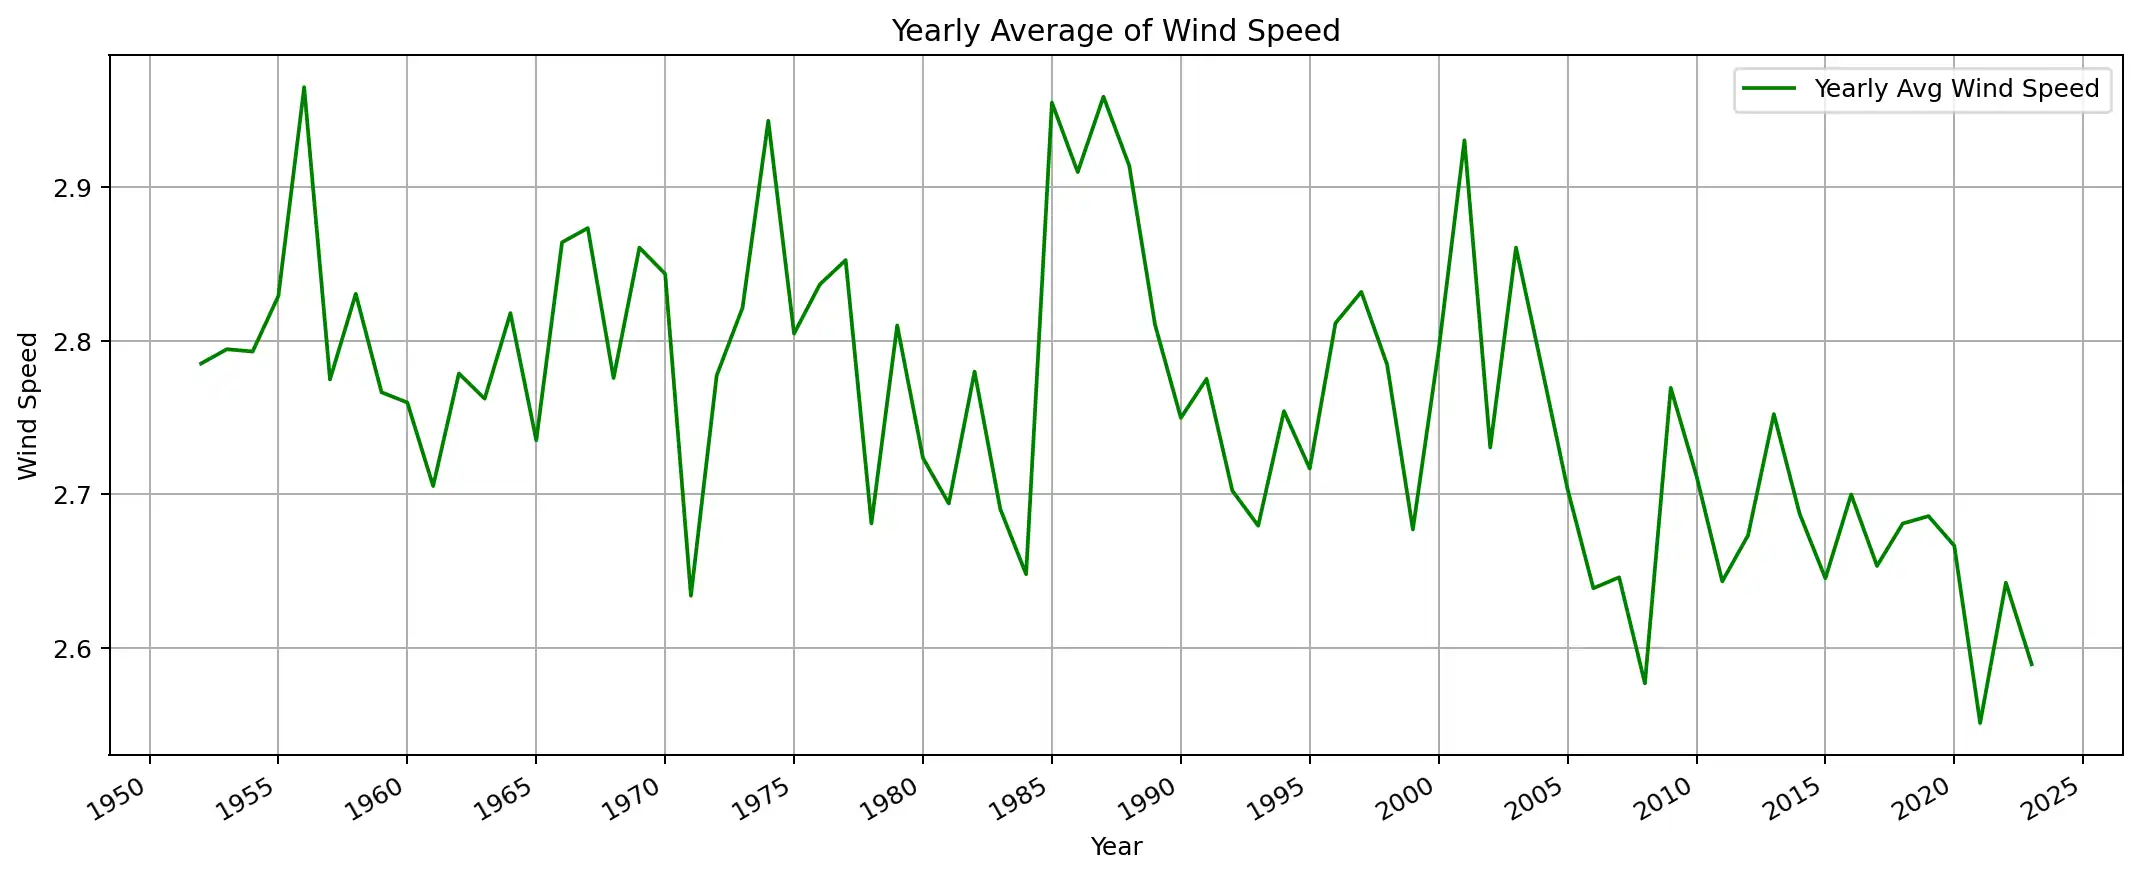 Yearly Average of Wind Speed
Yearly Avg Wind Speed
Wind Speed
2.9
2.8
2.7
2.6
1950 1955 1960 1965 1970 1975 1980 1985 1990 1995 2000 2005 2010 2015 2020 2025
Year